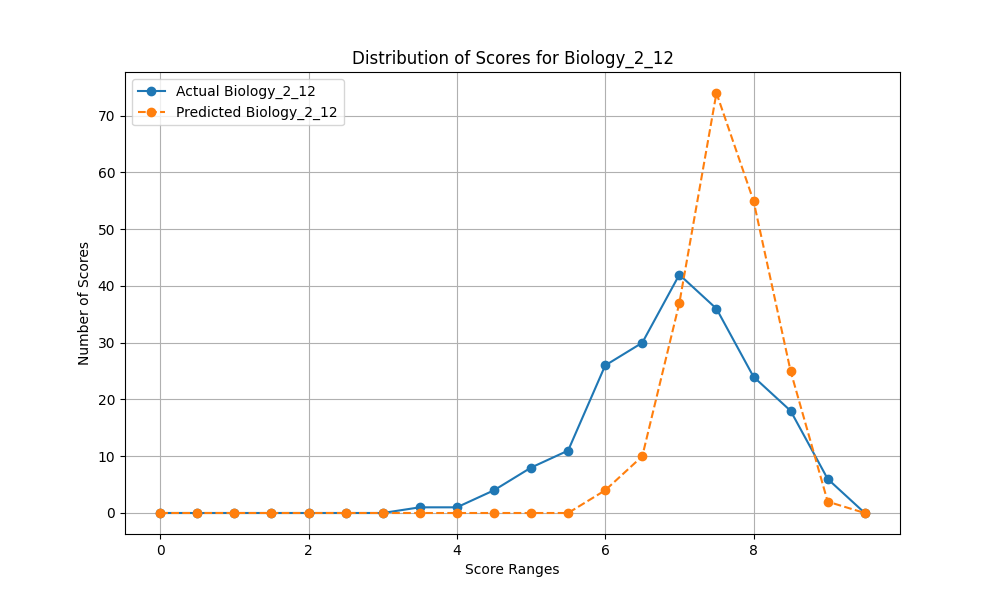 Distribution of Scores for Biology_2_12
Actual Biology_2_12
Predicted Biology_2_12
Number of Scores
70
60
50
40
30
20
10
0
0 2 4 6 8
Score Ranges